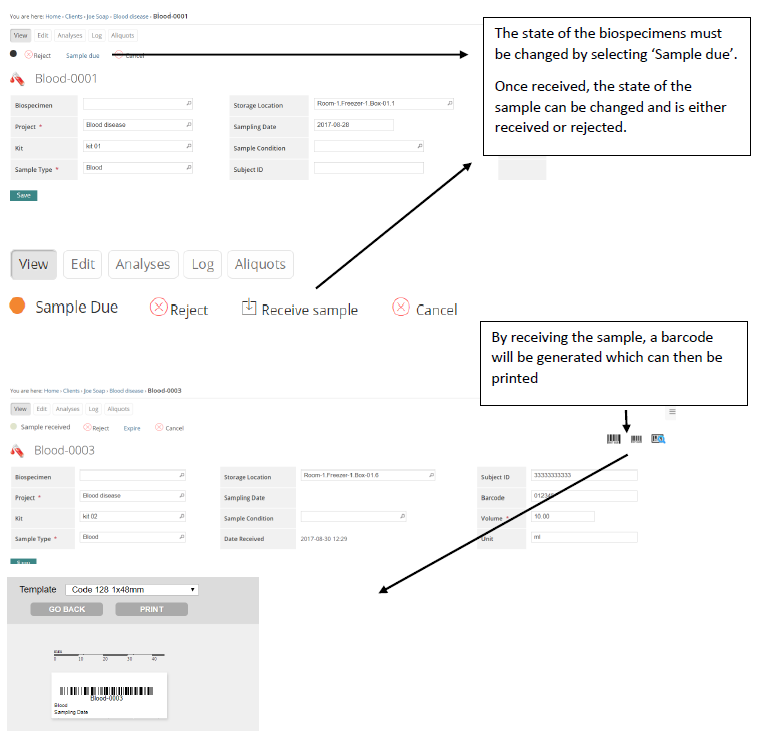 You are here: Home › Clients › Joe Soap › Blood disease › Blood-0001
View Edit Analyses Log Aliquots
Reject Sample due Cancel
Blood-0001
Biospecimen Storage Location Room-1.Freezer-1.Box-01.1
Project * Blood disease Sampling Date 2017-08-28
Kit kit 01 Sample Condition
Sample Type * Blood Subject ID
Save
The state of the biospecimens must
be changed by selecting ‘Sample due’.
Once received, the state of the
sample can be changed and is either
received or rejected.
View Edit Analyses Log Aliquots
Sample Due Reject Receive sample Cancel
By receiving the sample, a barcode
will be generated which can then be
printed
You are here: Home › Clients › Joe Soap › Blood disease › Blood-0003
View Edit Analyses Log Aliquots
Sample received Reject Expire Cancel
Blood-0003
Biospecimen Storage Location Room-1.Freezer-1.Box-01.6 Subject ID 33333333333
Project * Blood disease Sampling Date Barcode
Kit kit 02 Sample Condition Volume * 10.00
Sample Type * Blood Date Received 2017-08-30 12:29 Unit
Save
Template Code 128 1x48mm
GO BACK PRINT
0 10 20 30 40
Blood-0003
Blood
Sampling Date